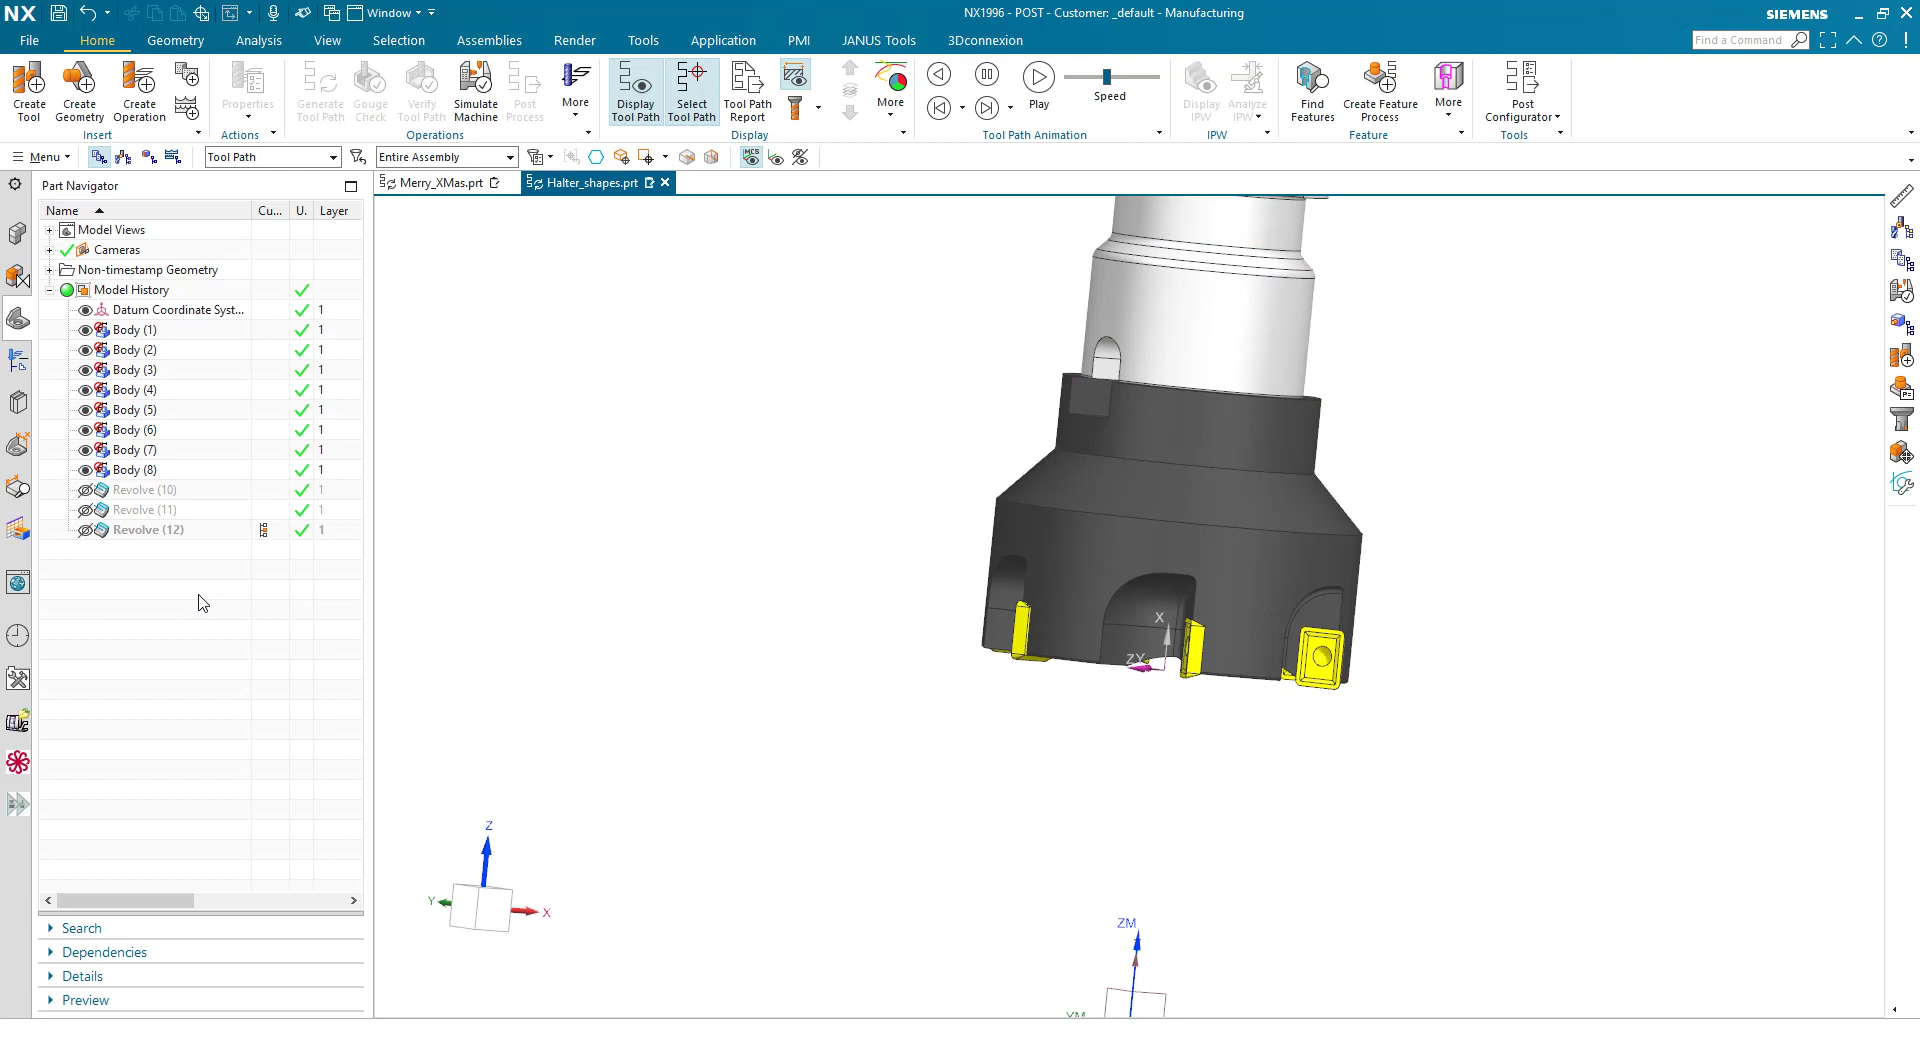 NX
Window
NX1996 - POST - Customer: _default - Manufacturing
SIEMENS
File
Home
Geometry
Analysis
View
Selection
Assemblies
Render
Tools
Application
PMI
JANUS Tools
3Dconnexion
Find a Command
Create Tool
Create Geometry
Create Operation
Properties
Generate Tool Path
Gouge Check
Verify Tool Path
Simulate Machine
Post Process
More
Display Tool Path
Select Tool Path
Tool Path Report
More
Play
Speed
Display IPW
Analyze IPW
Find Features
Create Feature Process
More
Post Configurator
Insert
Actions
Operations
Display
Tool Path Animation
IPW
Feature
Tools
Menu
Tool Path
Entire Assembly
MCS
Part Navigator
Merry_XMas.prt
Halter_shapes.prt
Name
Cu...
U.
Layer
Model Views
Cameras
Non-timestamp Geometry
Model History
Datum Coordinate Syst... 1
Body (1) 1
Body (2) 1
Body (3) 1
Body (4) 1
Body (5) 1
Body (6) 1
Body (7) 1
Body (8) 1
Revolve (10) 1
Revolve (11) 1
Revolve (12) 1
Search
Dependencies
Details
Preview
X
ZY
Z
Y
X
ZM
YM